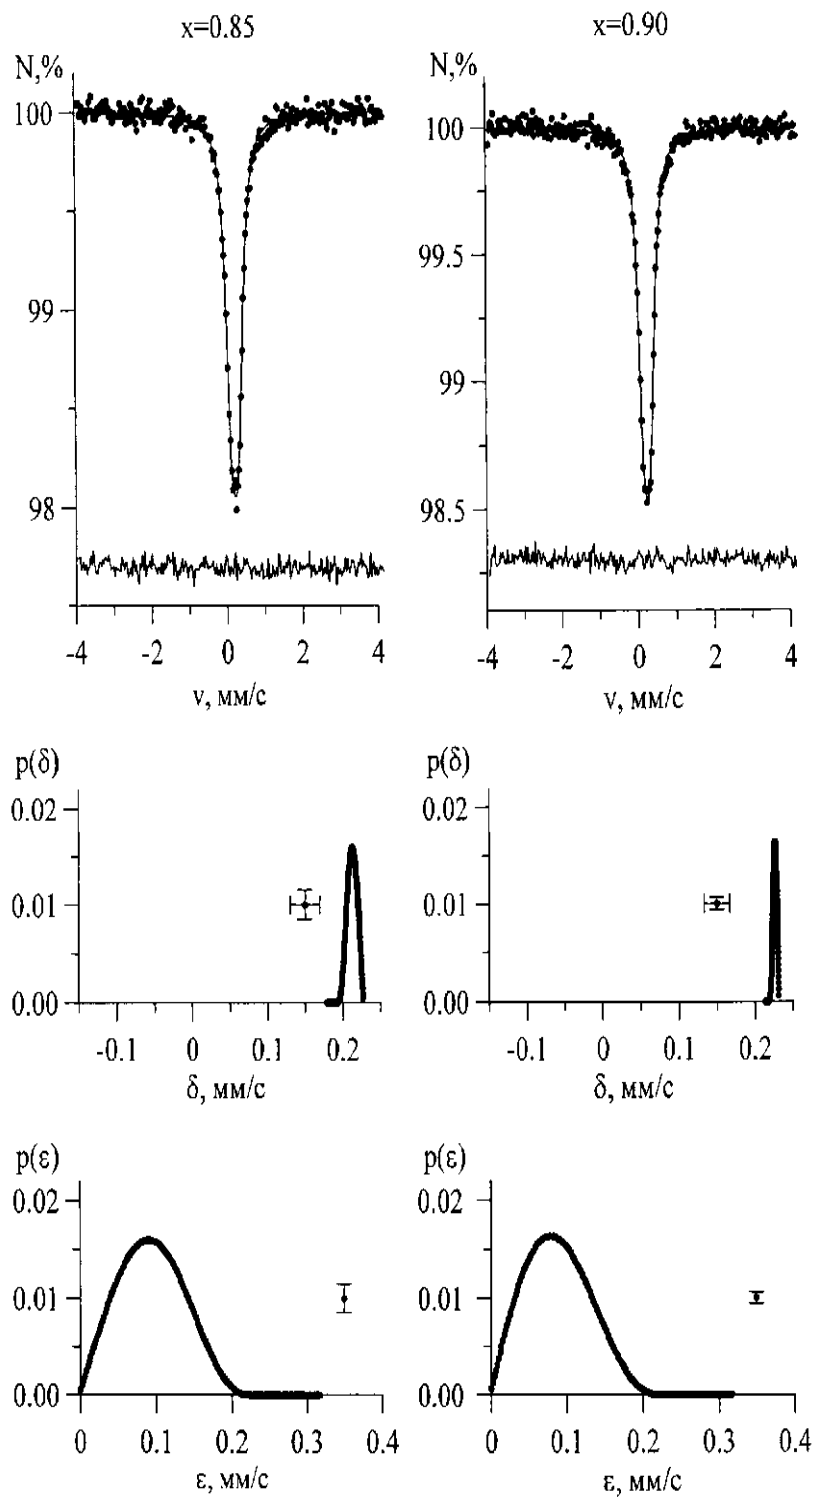 x=0.85 x=0.90
N,% N,%
100 100
99.5
99 99
98 98.5
-4 -2 0 2 4 -4 -2 0 2 4
v, мм/с v, мм/с
p(δ) p(δ)
0.02 0.02
0.01 0.01
0.00 0.00
-0.1 0 0.1 0.2 -0.1 0 0.1 0.2
δ, мм/с δ, мм/с
p(ε) p(ε)
0.02 0.02
0.01 0.01
0.00 0.00
0 0.1 0.2 0.3 0.4 0 0.1 0.2 0.3 0.4
ε, мм/с ε, мм/с